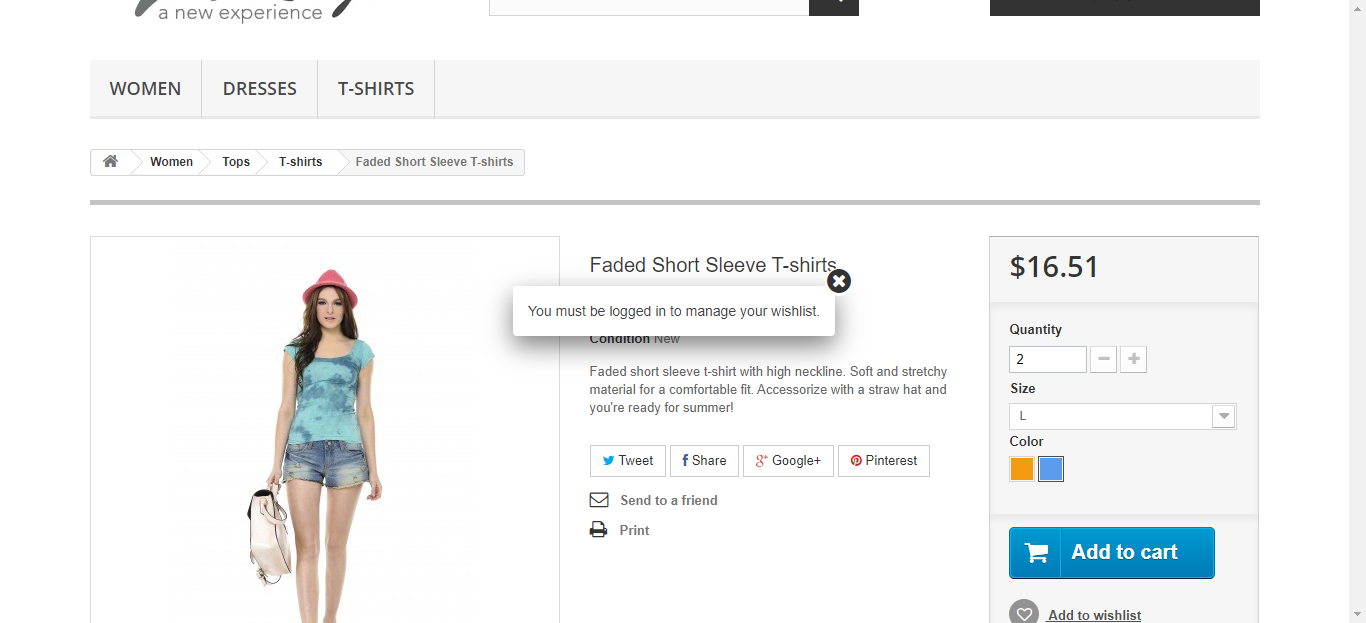 a new experience
WOMEN
DRESSES
T-SHIRTS
Women
Tops
T-shirts
Faded Short Sleeve T-shirts
Faded Short Sleeve T-shirts
You must be logged in to manage your wishlist.
Condition New
Faded short sleeve t-shirt with high neckline. Soft and stretchy
material for a comfortable fit. Accessorize with a straw hat and
you're ready for summer!
Tweet
Share
Google+
Pinterest
Send to a friend
Print
$16.51
Quantity
2
Size
L
Color
Add to cart
Add to wishlist